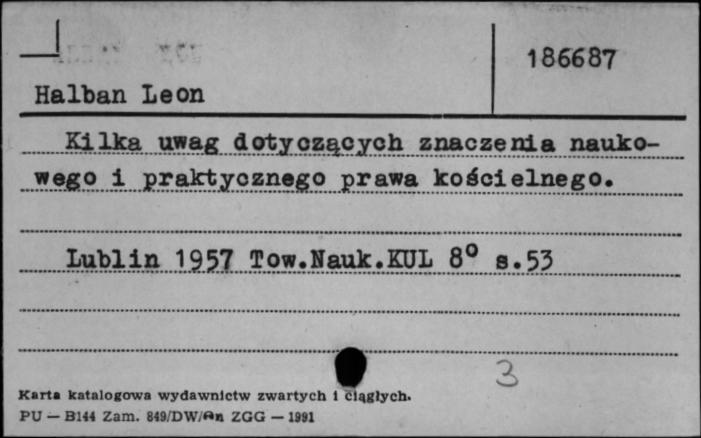 186687
Halban Leon
Kilka uwag dotyczących znaczenia nauko-
wego i praktycznego prawa kościelnego.
Lublin 1957 Tow.Nauk.KUL 8° s.53
3
Karta katalogowa wydawnictw zwartych i ciągłych.
PU — B144 Zam. 849/DW/ ZGG — 1991